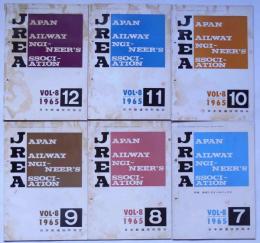 JAPAN
RAILWAY
ENGI-
NEER'S
ASSOCI-
ATION
VOL·8
1965 12
JAPAN
RAILWAY
ENGI-
NEER'S
ASSOCI-
ATION
VOL·8
1965 11
JAPAN
RAILWAY
ENGI-
NEER'S
ASSOCI-
ATION
VOL·8
1965 10
JAPAN
RAILWAY
ENGI-
NEER'S
ASSOCI-
ATION
VOL·8
1965 9
JAPAN
RAILWAY
ENGI-
NEER'S
ASSOCI-
ATION
VOL·8
1965 8
JAPAN
RAILWAY
ENGI-
NEER'S
ASSOCI-
ATION
VOL·8
1965 7